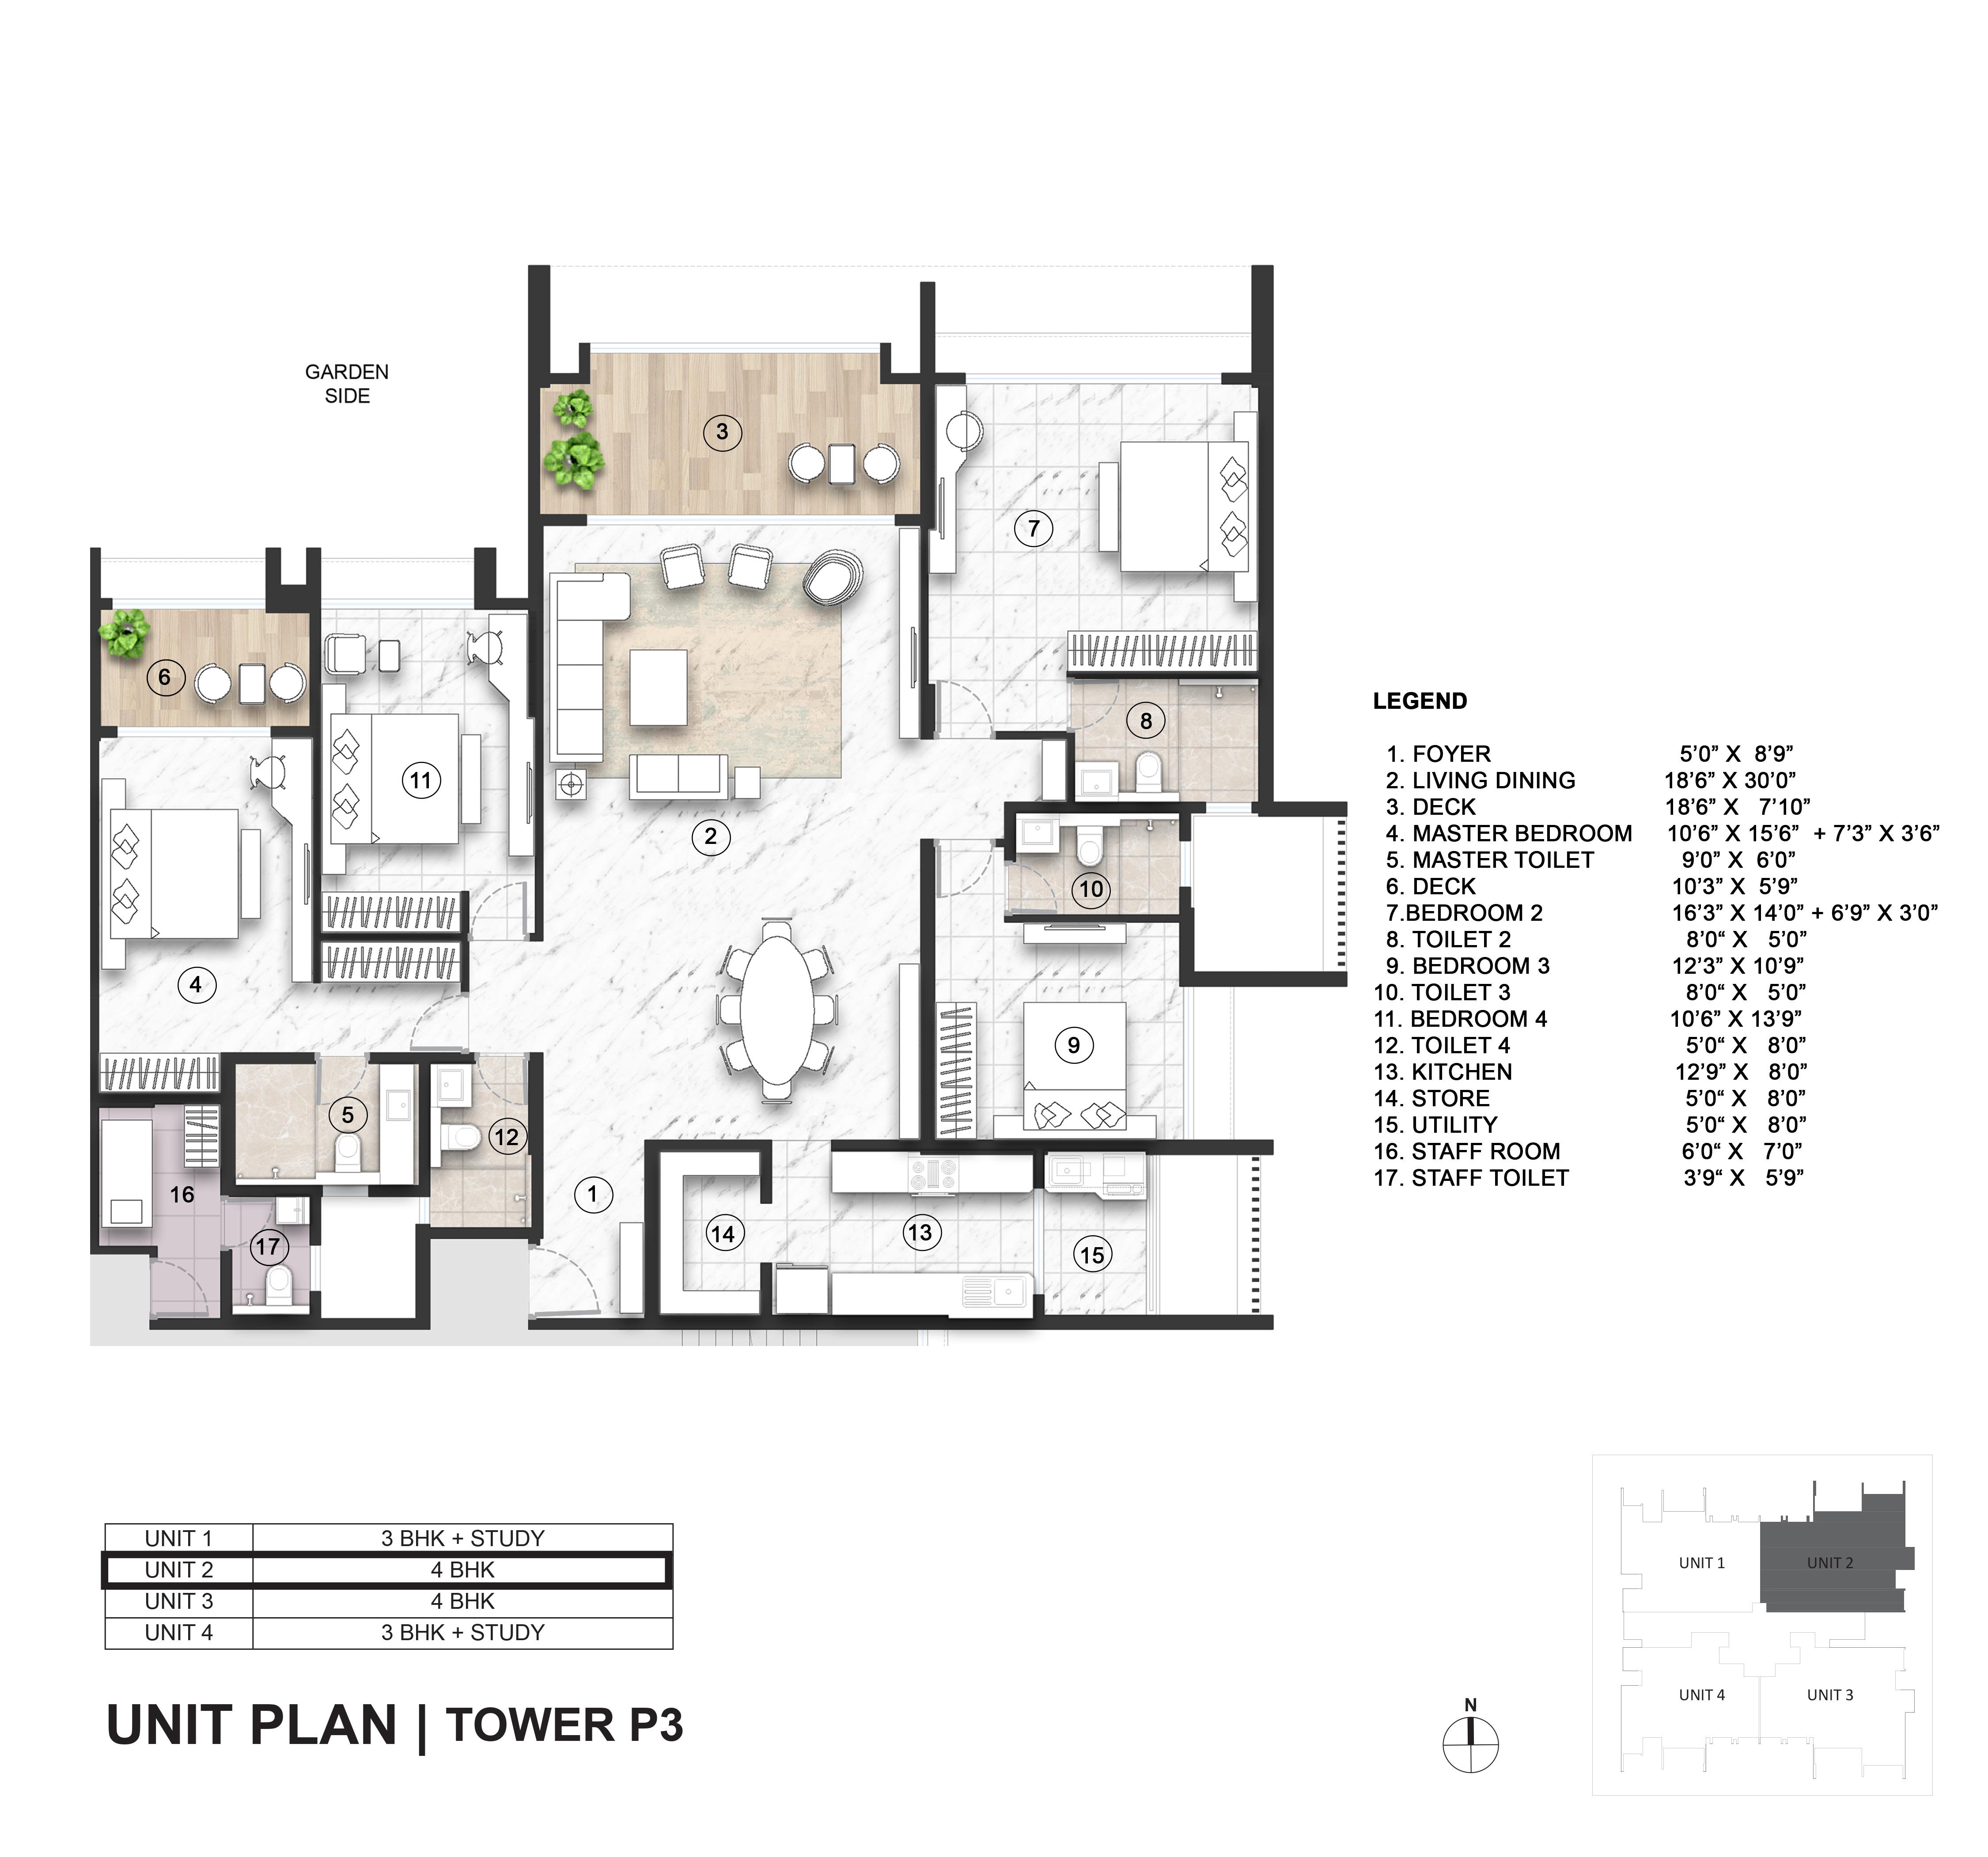 GARDEN
SIDE
3
7
6
11
8
2
10
4
9
5
12
16
1
14
13
17
15
LEGEND
1. FOYER 5'0” X 8'9”
2. LIVING DINING 18'6” X 30'0”
3. DECK 18'6” X 7'10”
4. MASTER BEDROOM 10'6” X 15'6” + 7'3” X 3'6”
5. MASTER TOILET 9'0” X 6'0”
6. DECK 10'3” X 5'9”
7.BEDROOM 2 16'3” X 14'0” + 6'9” X 3'0”
8. TOILET 2 8'0“ X 5'0”
9. BEDROOM 3 12'3” X 10'9”
10. TOILET 3 8'0“ X 5'0”
11. BEDROOM 4 10'6” X 13'9”
12. TOILET 4 5'0“ X 8'0”
13. KITCHEN 12'9” X 8'0”
14. STORE 5'0“ X 8'0”
15. UTILITY 5'0“ X 8'0”
16. STAFF ROOM 6'0“ X 7'0”
17. STAFF TOILET 3'9“ X 5'9”
UNIT 1 3 BHK + STUDY
UNIT 2 4 BHK
UNIT 3 4 BHK
UNIT 4 3 BHK + STUDY
UNIT PLAN | TOWER P3
N
UNIT 1 UNIT 2
UNIT 4 UNIT 3